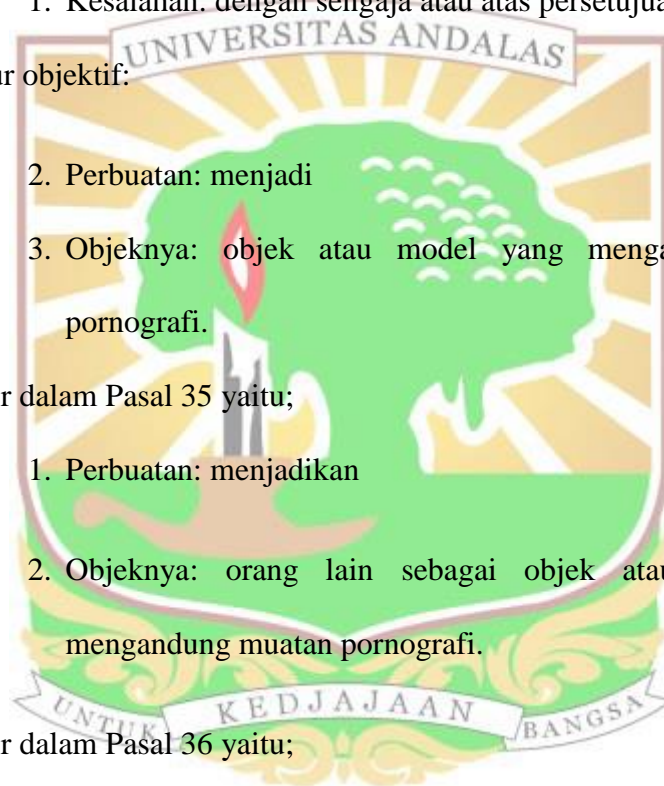 1. Kesalahan: dengan sengaja atau atas persetujua
UNIVERSITAS ANDALAS
ur objektif:
2. Perbuatan: menjadi
3. Objeknya: objek atau model yang menga
pornografi.
r dalam Pasal 35 yaitu;
1. Perbuatan: menjadikan
2. Objeknya: orang lain sebagai objek atau
mengandung muatan pornografi.
UNTUK KEDJAJAAN BANGSA
r dalam Pasal 36 yaitu;